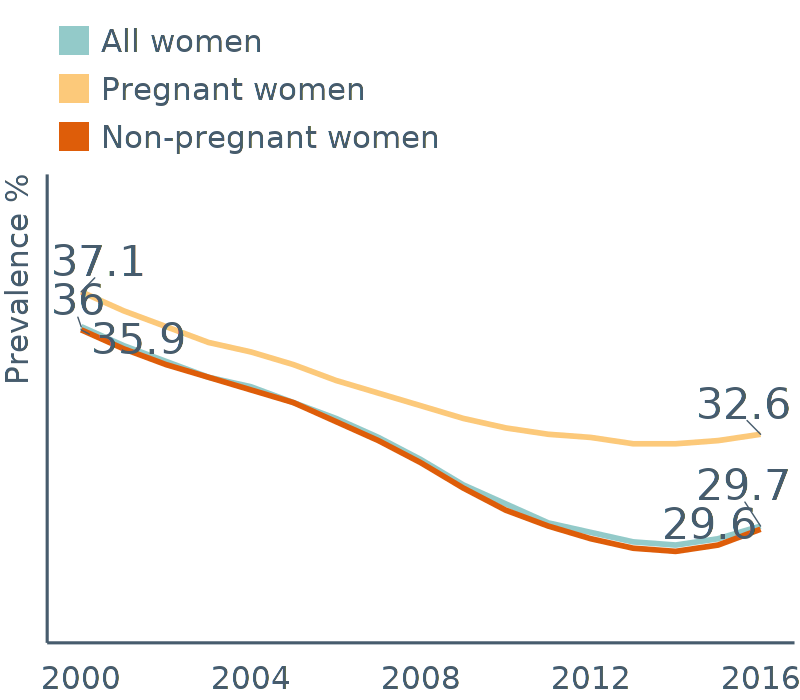 All women
Pregnant women
Non-pregnant women
Prevalence %
37.1
36
35.9
32.6
29.7
29.6
2000 2004 2008 2012 2016